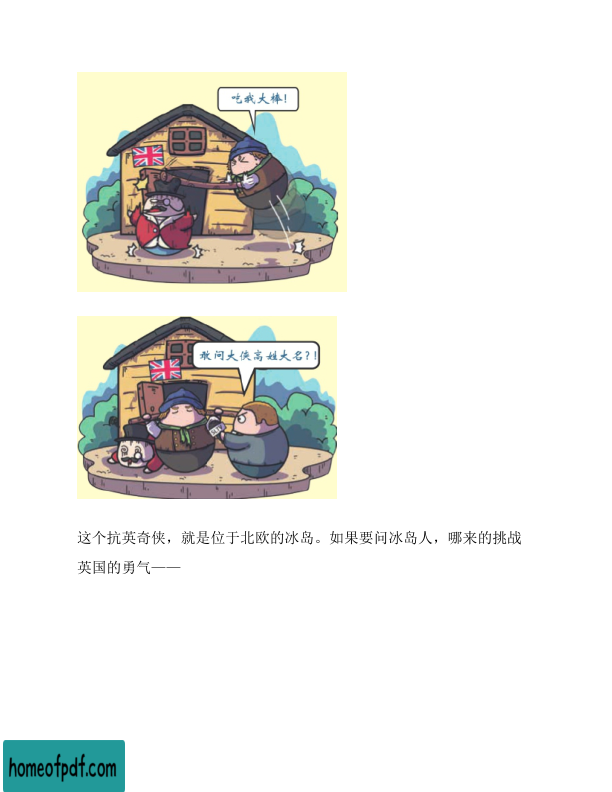 吃我大棒!
敢问大侠高姓大名?!
这个抗英奇侠，就是位于北欧的冰岛。如果要问冰岛人，哪来的挑战
英国的勇气——
homeofpdf.com